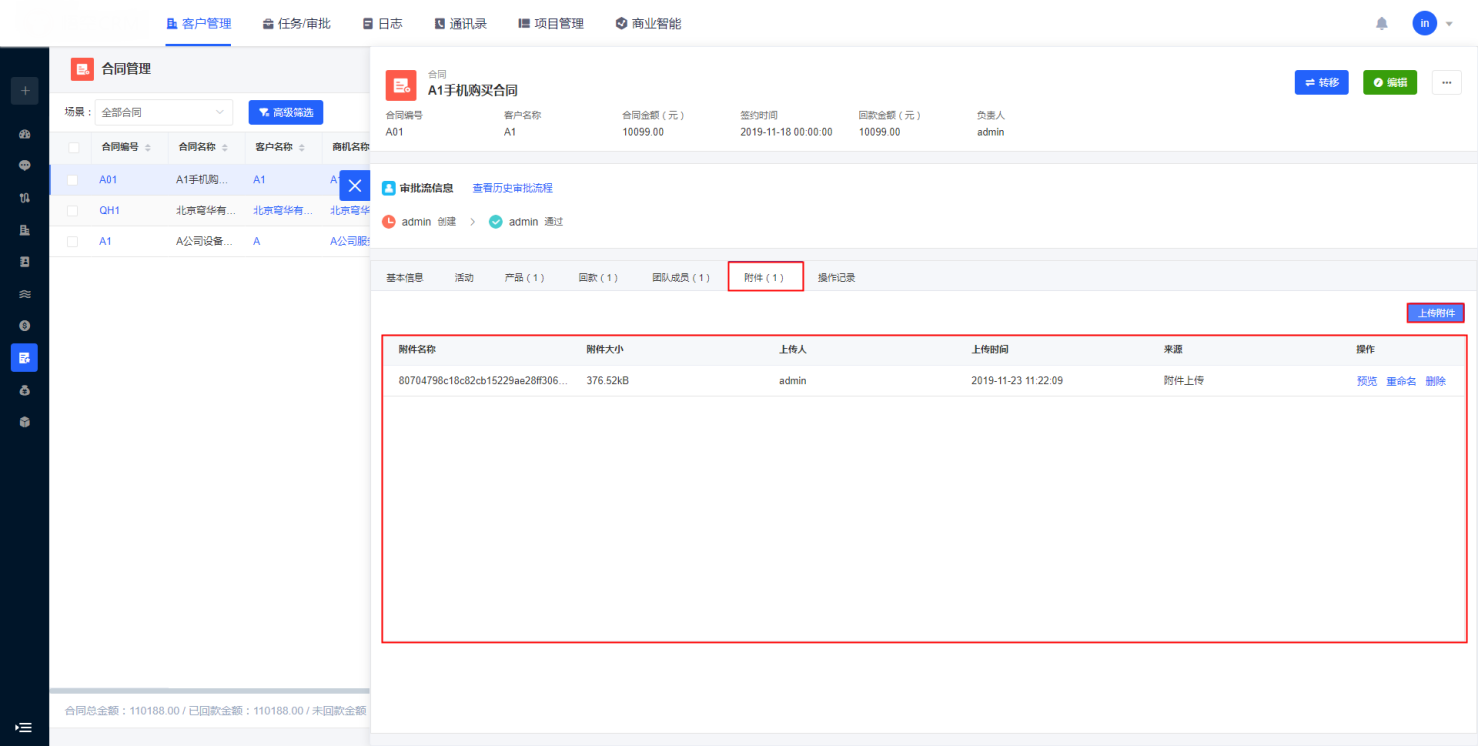 客户管理 任务/审批 日志 通讯录 项目管理 商业智能 in
合同管理
场景： 全部合同 高级筛选
合同编号 合同名称 客户名称 商机名称
A01 A1手机购... A1
QH1 北京穹华有... 北京穹华有... 北京穹华
A1 A公司设备... A A公司服务
合同总金额：110188.00 / 已回款金额：110188.00 / 未回款金额
合同
A1手机购买合同
转移 编辑 ...
合同编号 客户名称 合同金额（元） 签约时间 回款金额（元） 负责人
A01 A1 10099.00 2019-11-18 00:00:00 10099.00 admin
审批流信息 查看历史审批流程
admin 创建 > admin 通过
基本信息 活动 产品（1） 回款（1） 团队成员（1） 附件（1） 操作记录
上传附件
附件名称 附件大小 上传人 上传时间 来源 操作
80704798c18c82cb15229ae28ff306... 376.52kB admin 2019-11-23 11:22:09 附件上传 预览 重命名 删除